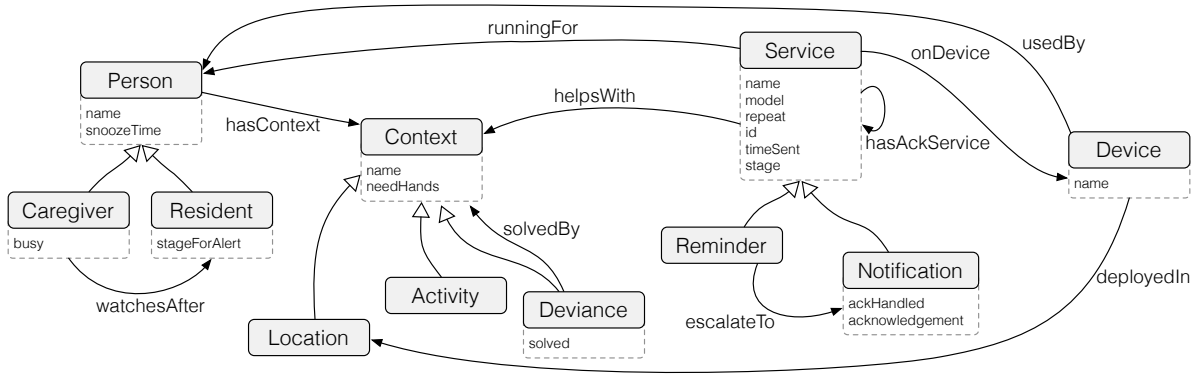 runningFor
usedBy
Service
onDevice
Person
name
model
repeat
id
timeSent
stage
helpsWith
name
snoozeTime
hasContext
Context
hasAckService
Device
name
needHands
name
Caregiver
Resident
busy
stageForAlert
solvedBy
Reminder
Notification
watchesAfter
Activity
Deviance
deployedIn
ackHandled
acknowledgement
escalateTo
Location
solved